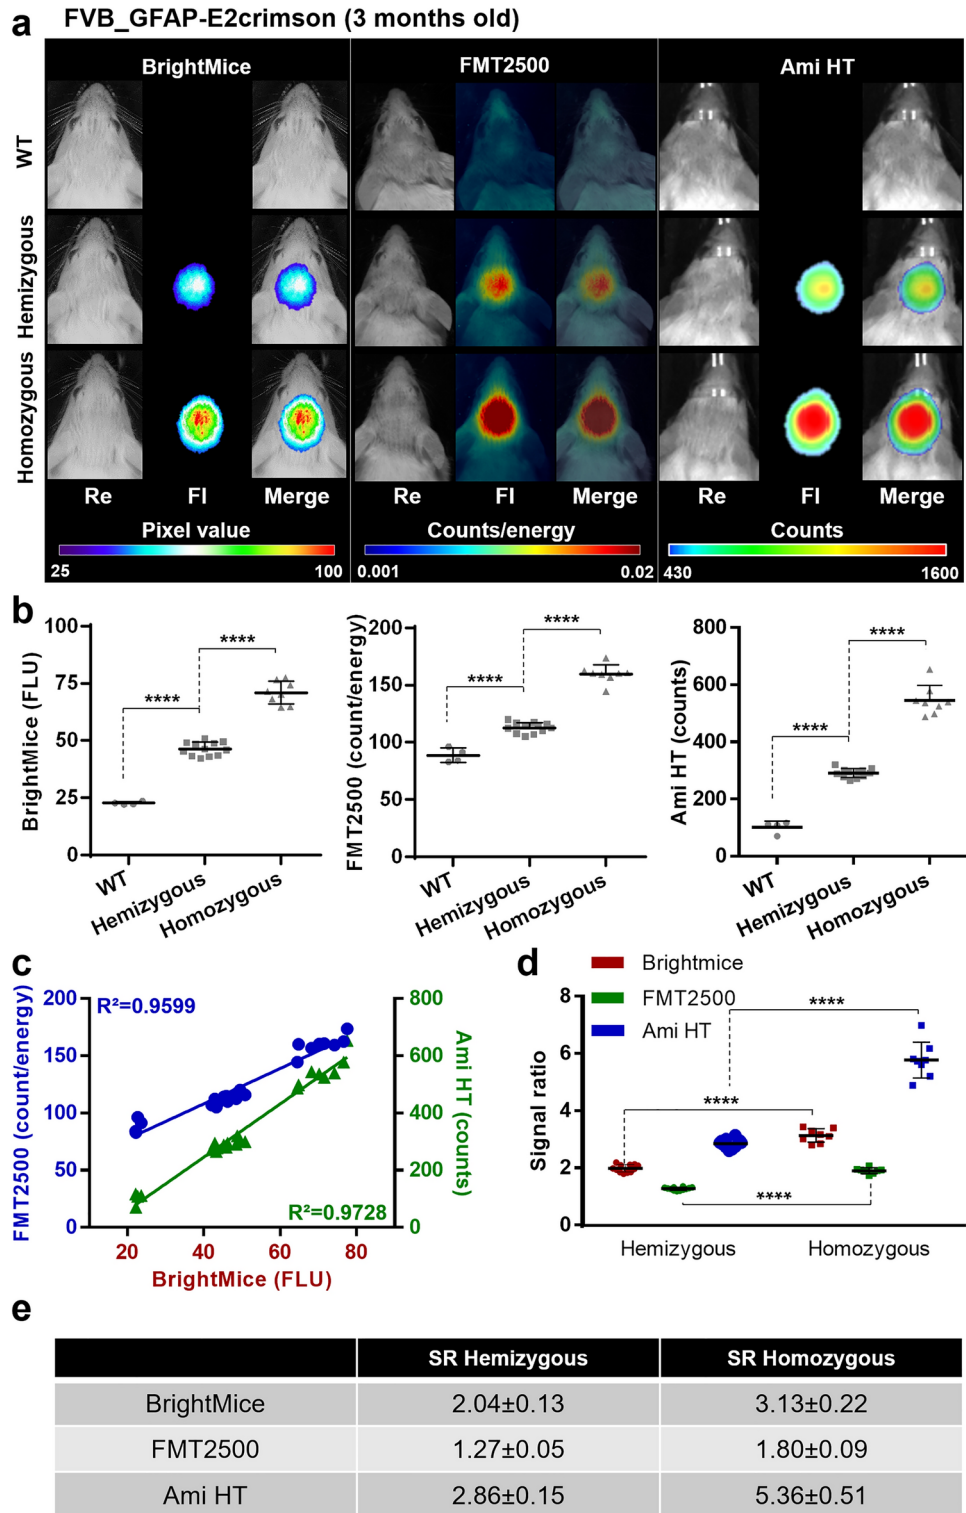 a FVB_GFAP-E2crimson (3 months old)
BrightMice FMT2500 Ami HT
WT
Hemizygous
Homozygous
Re FI Merge Re FI Merge Re FI Merge
Pixel value Counts/energy Counts
25 100 0.001 0.02 430 1600
b
BrightMice (FLU)
100
75
50
25
0
**** ****
WT Hemizygous Homozygous
FMT2500 (count/energy)
200
150
100
50
0
**** ****
WT Hemizygous Homozygous
Ami HT (counts)
800
600
400
200
0
**** ****
WT Hemizygous Homozygous
c
FMT2500 (count/energy)
200
150
100
50
0
R²=0.9599
R²=0.9728
Ami HT (counts)
800
600
400
200
0
20 40 60 80
BrightMice (FLU)
d
Brightmice
FMT2500
Ami HT
Signal ratio
8
6
4
2
0
****
****
****
Hemizygous Homozygous
e
SR Hemizygous SR Homozygous
BrightMice 2.04±0.13 3.13±0.22
FMT2500 1.27±0.05 1.80±0.09
Ami HT 2.86±0.15 5.36±0.51